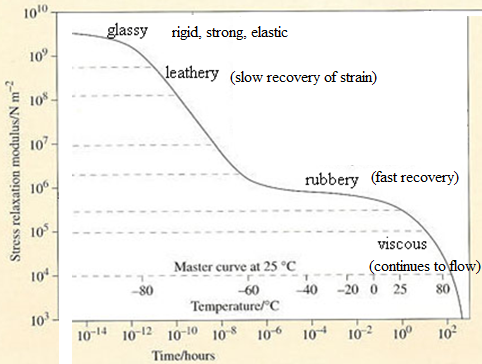 10¹⁰
glassy rigid, strong, elastic
10⁹
leathery (slow recovery of strain)
10⁸
10⁷
10⁶
rubbery (fast recovery)
10⁵
viscous
(continues to flow)
10⁴
10³
Stress relaxation modulus/N m⁻²
Master curve at 25 °C
−80 −60 −40 −20 0 25 80
Temperature/°C
10⁻¹⁴ 10⁻¹² 10⁻¹⁰ 10⁻⁸ 10⁻⁶ 10⁻⁴ 10⁻² 10⁰ 10²
Time/hours